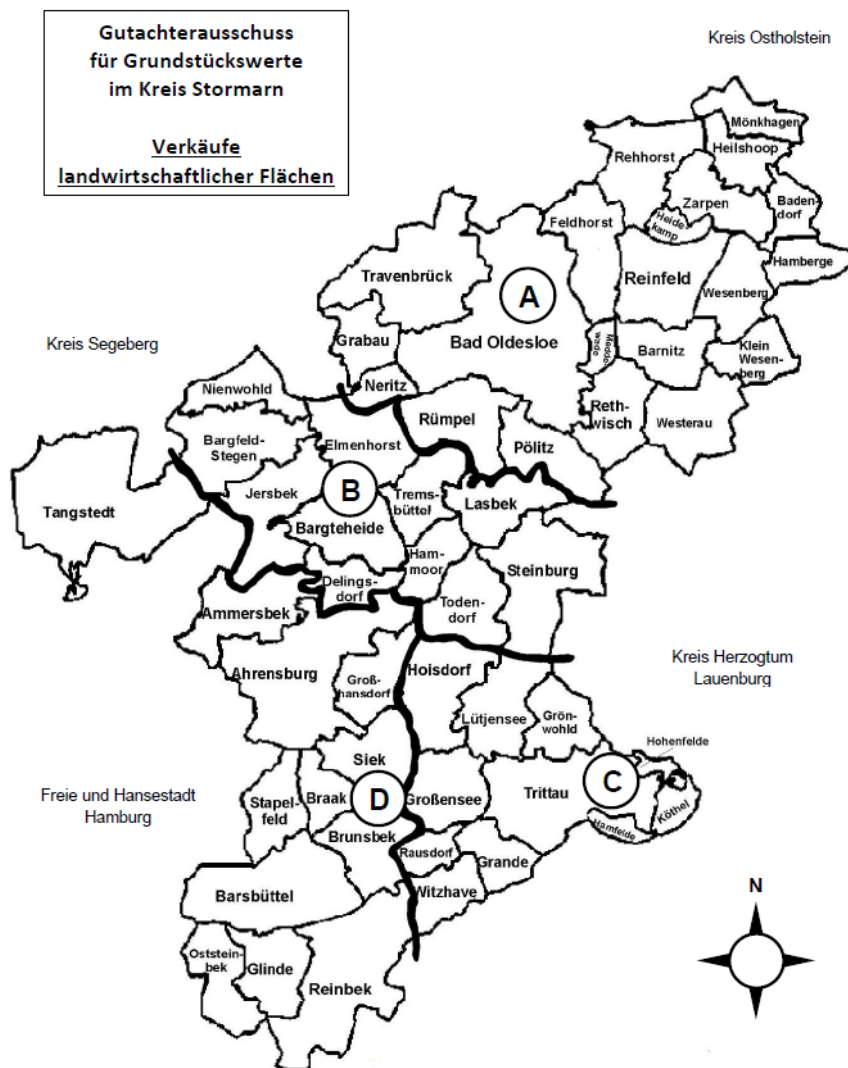 Gutachterausschuss
für Grundstückswerte
im Kreis Stormarn
Verkäufe
landwirtschaftlicher Flächen
Kreis Ostholstein
Mönkhagen
Heilshoop
Rehhorst
Zarpen
Baden-
dorf
Heide-
kamp
Feldhorst
Hamberge
Travenbrück
Reinfeld
Wesenberg
A
Bad Oldesloe
Grabau
Kreis Segeberg
Medde-
wade
Barnitz
Klein
Wesen-
berg
Neritz
Nienwohld
Rümpel
Reth-
wisch
Westerau
Bargfeld-
Stegen
Elmenhorst
Pölitz
Jersbek
B
Trems-
büttel
Lasbek
Tangstedt
Bargteheide
Ham-
moor
Steinburg
Delings-
dorf
Ammersbek
Toden-
dorf
Ahrensburg
Groß-
hansdorf
Hoisdorf
Kreis Herzogtum
Lauenburg
Lütjensee
Grön-
wohld
Hohenfelde
Siek
Freie und Hansestadt
Hamburg
Stapel-
feld
Braak
D
Großensee
Trittau
C
Köthel
Hamfelde
Brunsbek
Rausdorf
Grande
Witzhave
Barsbüttel
N
Oststein-
bek
Glinde
Reinbek